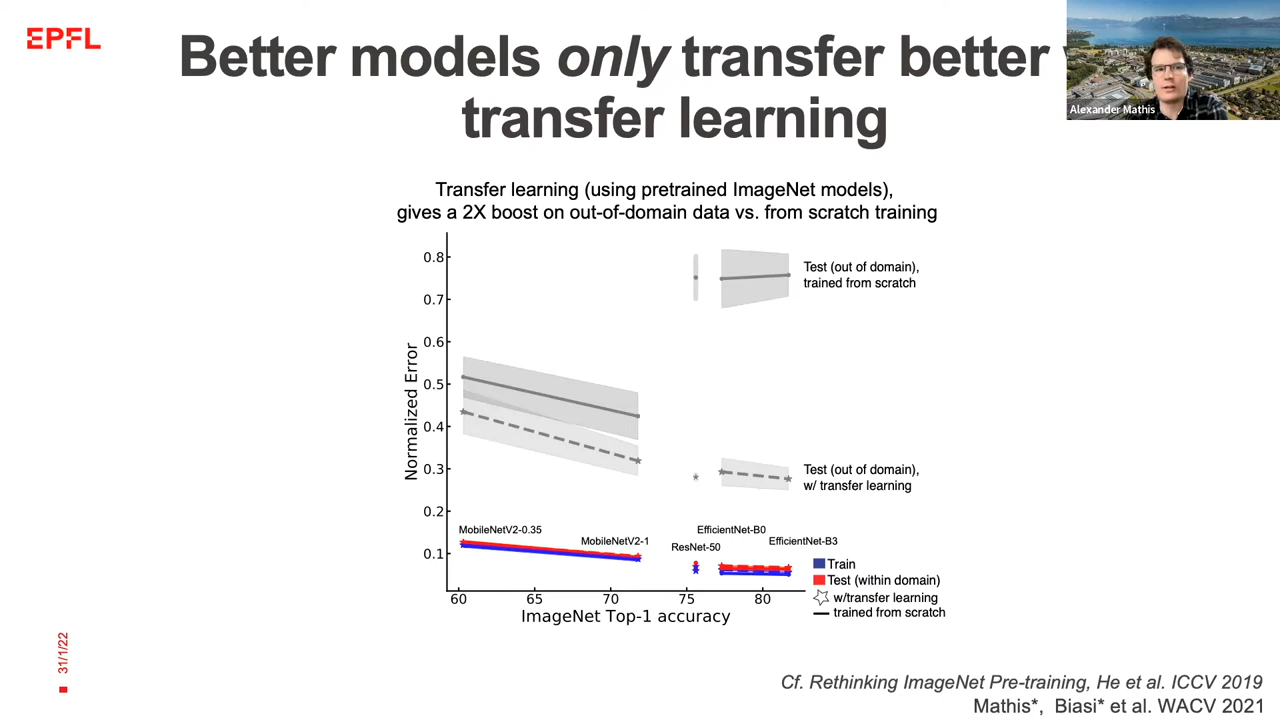 EPFL
Better models only transfer better
transfer learning
Alexander Mathis
Transfer learning (using pretrained ImageNet models),
gives a 2X boost on out-of-domain data vs. from scratch training
0.8
0.7
0.6
0.5
0.4
0.3
0.2
0.1
Normalized Error
Test (out of domain),
trained from scratch
Test (out of domain),
w/ transfer learning
MobileNetV2-0.35
MobileNetV2-1
ResNet-50
EfficientNet-B0
EfficientNet-B3
60
65
70
75
80
ImageNet Top-1 accuracy
Train
Test (within domain)
w/transfer learning
trained from scratch
31/1/22
Cf. Rethinking ImageNet Pre-training, He et al. ICCV 2019
Mathis*, Biasi* et al. WACV 2021